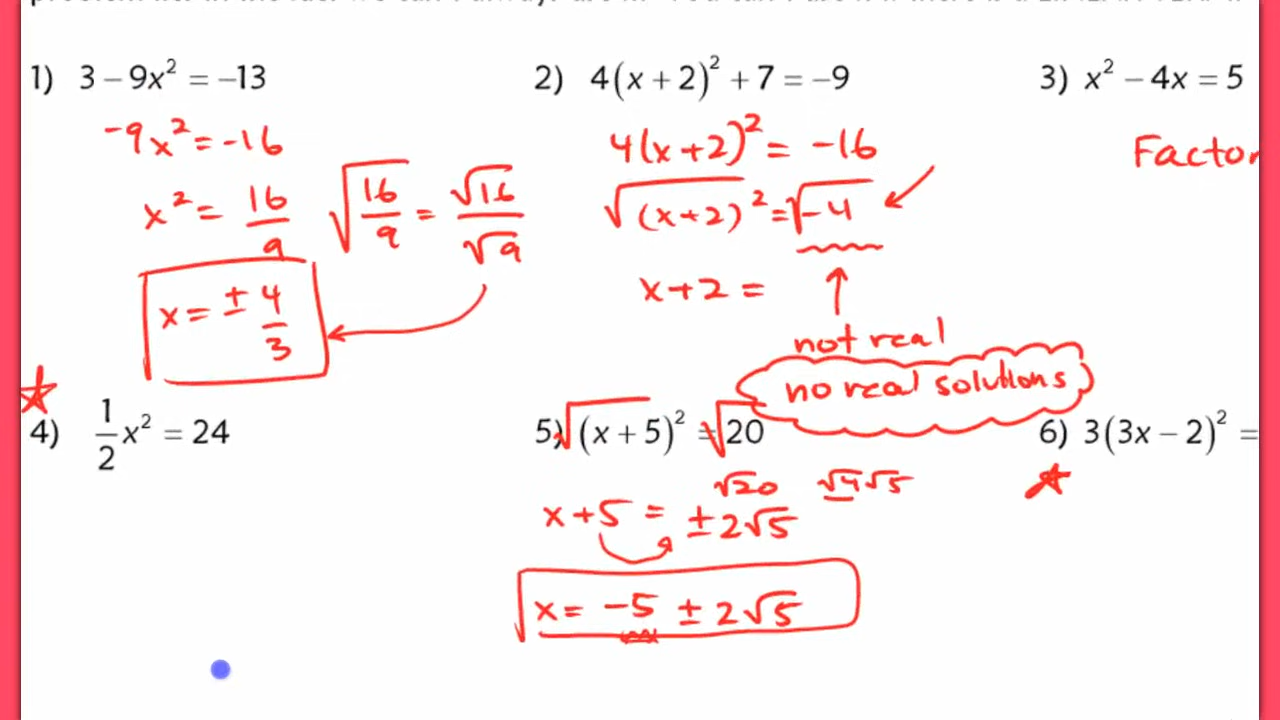 1) 3 – 9x² = –13
-9x² = -16
x² = 16/9 √(16/9) = √16/√9
x = ± 4/3
2) 4(x + 2)² + 7 = –9
4(x+2)² = -16
√(x+2)² = √-4
x+2 =
not real
no real solutions
3) x² – 4x = 5
Factor
4) 1/2 x² = 24
5) √(x + 5)² = √20
√20 √4√5
x+5 = ±2√5
x = -5 ± 2√5
6) 3(3x – 2)² =